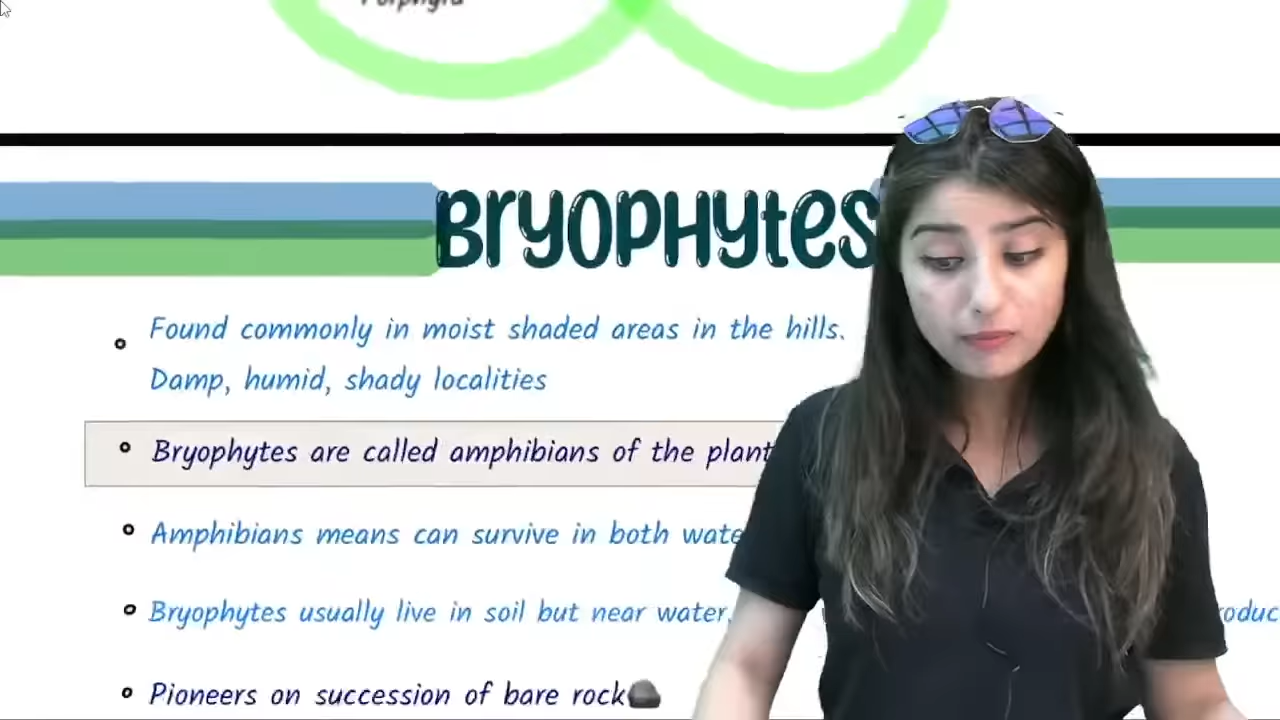 Porphyra
Bryophytes
Found commonly in moist shaded areas in the hills.
Damp, humid, shady localities
Bryophytes are called amphibians of the plant
Amphibians means can survive in both
Bryophytes usually live in soil but near water.
Pioneers on succession of bare rock